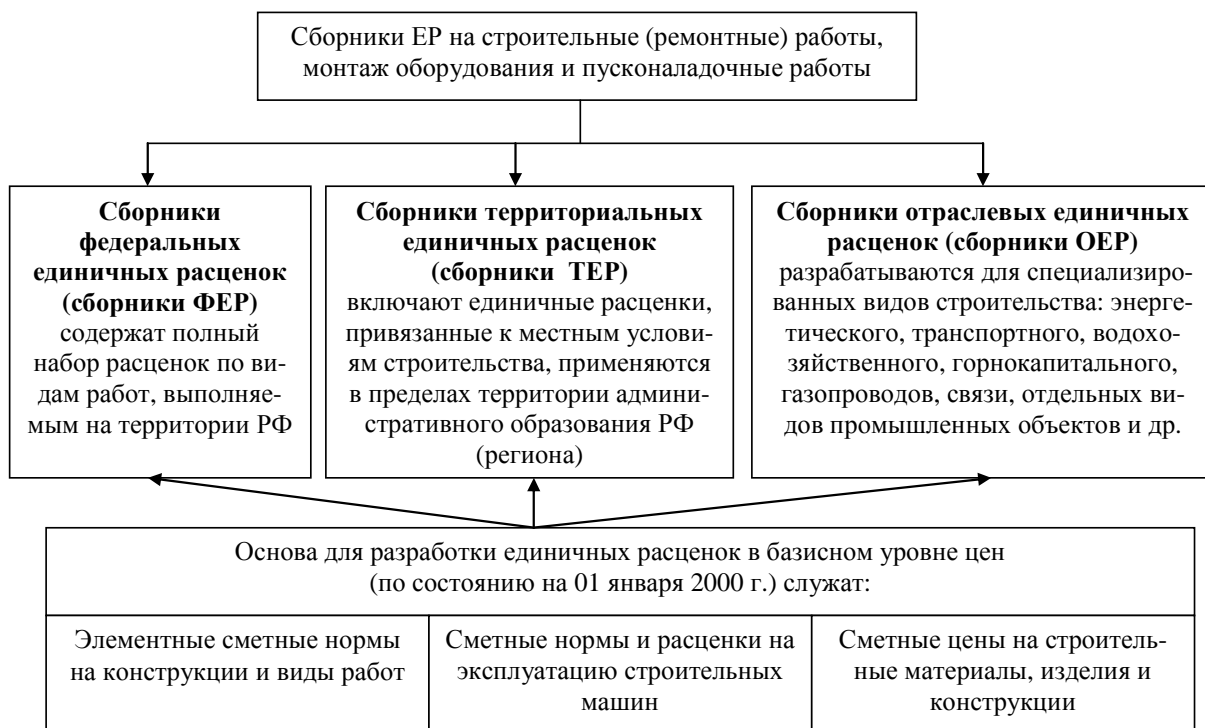 Сборники ЕР на строительные (ремонтные) работы,
монтаж оборудования и пусконаладочные работы
Сборники
федеральных
единичных расценок
(сборники ФЕР)
содержат полный
набор расценок по ви-
дам работ, выполняе-
мым на территории РФ
Сборники территориальных
единичных расценок
(сборники ТЕР)
включают единичные расценки,
привязанные к местным услови-
ям строительства, применяются
в пределах территории админи-
стративного образования РФ
(региона)
Сборники отраслевых единичных
расценок (сборники ОЕР)
разрабатываются для специализиро-
ванных видов строительства: энерге-
тического, транспортного, водохо-
зяйственного, горнокапитального,
газопроводов, связи, отдельных ви-
дов промышленных объектов и др.
Основа для разработки единичных расценок в базисном уровне цен
(по состоянию на 01 января 2000 г.) служат:
Элементные сметные нормы
на конструкции и виды работ
Сметные нормы и расценки на
эксплуатацию строительных
машин
Сметные цены на строитель-
ные материалы, изделия и
конструкции